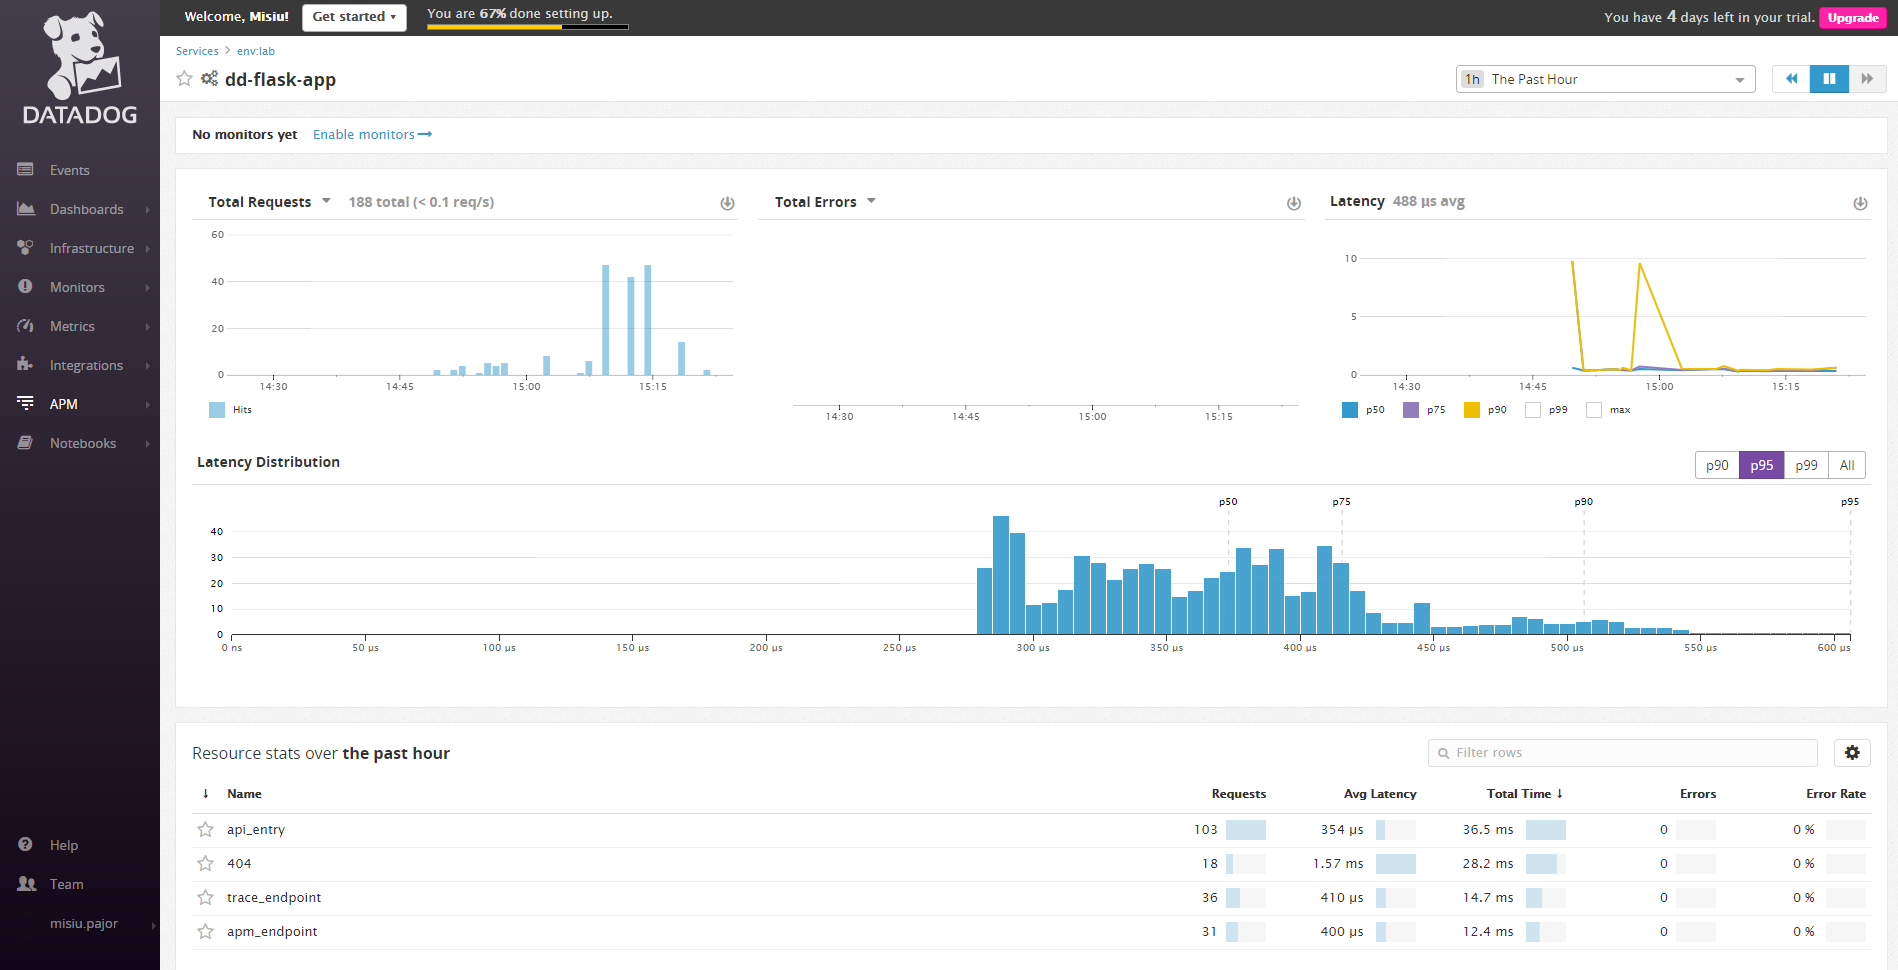 DATADOG
Events
Dashboards
Infrastructure
Monitors
Metrics
Integrations
APM
Notebooks
Help
Team
misiu.pajor
Welcome, Misiu!
Get started
You are 67% done setting up.
You have 4 days left in your trial.
Upgrade
Services > env:lab
dd-flask-app
1h The Past Hour
No monitors yet Enable monitors
Total Requests 188 total (< 0.1 req/s)
60
40
20
0
14:30 14:45 15:00 15:15
Hits
Total Errors
14:30 14:45 15:00 15:15
Latency 488 µs avg
10
5
0
14:30 14:45 15:00 15:15
p50 p75 p90 p99 max
Latency Distribution
p90 p95 p99 All
p50 p75 p90 p95
40
30
20
10
0
0 ns 50 µs 100 µs 150 µs 200 µs 250 µs 300 µs 350 µs 400 µs 450 µs 500 µs 550 µs 600 µs
Resource stats over the past hour
Filter rows
↓ Name Requests Avg Latency Total Time ↓ Errors Error Rate
api_entry 103 354 µs 36.5 ms 0 0 %
404 18 1.57 ms 28.2 ms 0 0 %
trace_endpoint 36 410 µs 14.7 ms 0 0 %
apm_endpoint 31 400 µs 12.4 ms 0 0 %